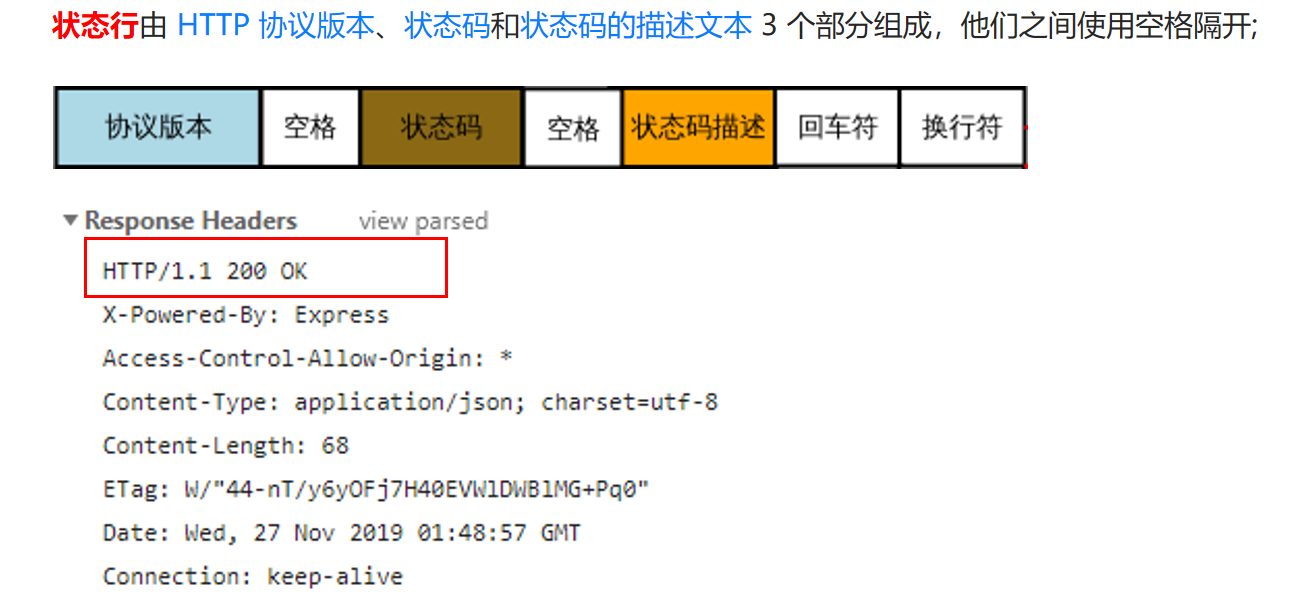 状态行由 HTTP 协议版本、状态码和状态码的描述文本 3 个部分组成，他们之间使用空格隔开;
协议版本 空格 状态码 空格 状态码描述 回车符 换行符
Response Headers view parsed
HTTP/1.1 200 OK
X-Powered-By: Express
Access-Control-Allow-Origin: *
Content-Type: application/json; charset=utf-8
Content-Length: 68
ETag: W/"44-nT/y6yOFj7H40EVWlDWBlMG+Pq0"
Date: Wed, 27 Nov 2019 01:48:57 GMT
Connection: keep-alive